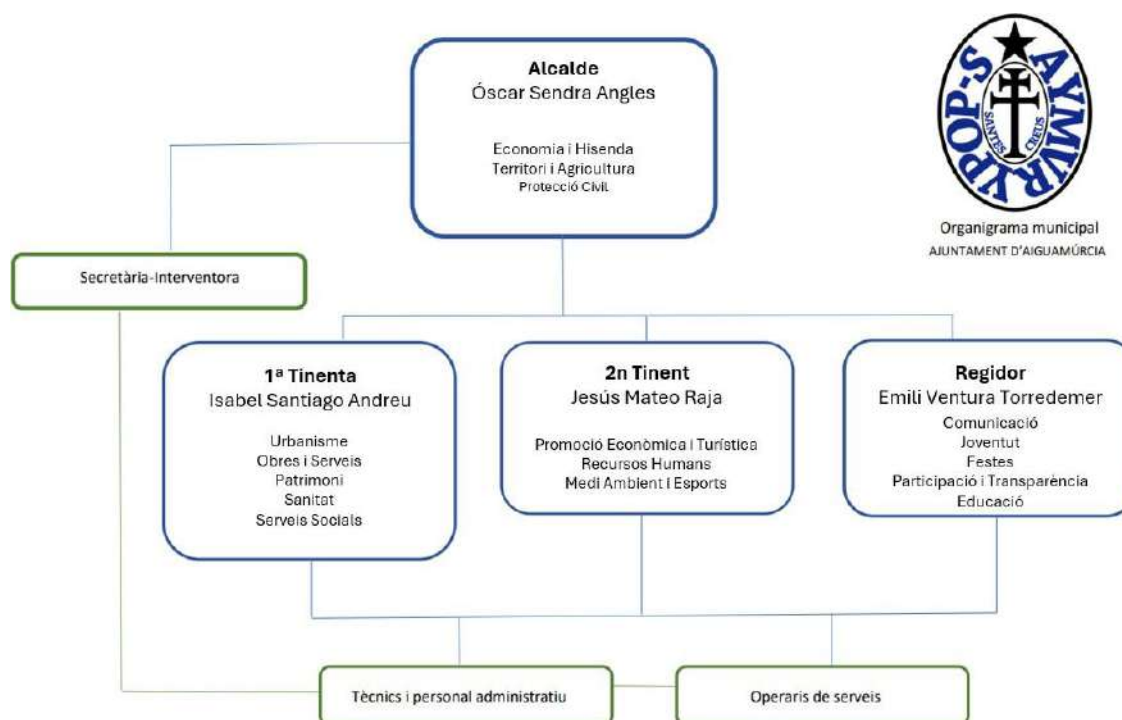 Alcalde
Óscar Sendra Angles
Economia i Hisenda
Territori i Agricultura
Protecció Civil
AYMVRYPOP-S
SANTES CREUS
Organigrama municipal
AJUNTAMENT D'AIGUAMÚRCIA
Secretària-Interventora
1ª Tinenta
Isabel Santiago Andreu
Urbanisme
Obres i Serveis
Patrimoni
Sanitat
Serveis Socials
2n Tinent
Jesús Mateo Raja
Promoció Econòmica i Turística
Recursos Humans
Medi Ambient i Esports
Regidor
Emili Ventura Torredemer
Comunicació
Joventut
Festes
Participació i Transparència
Educació
Tècnics i personal administratiu
Operaris de serveis